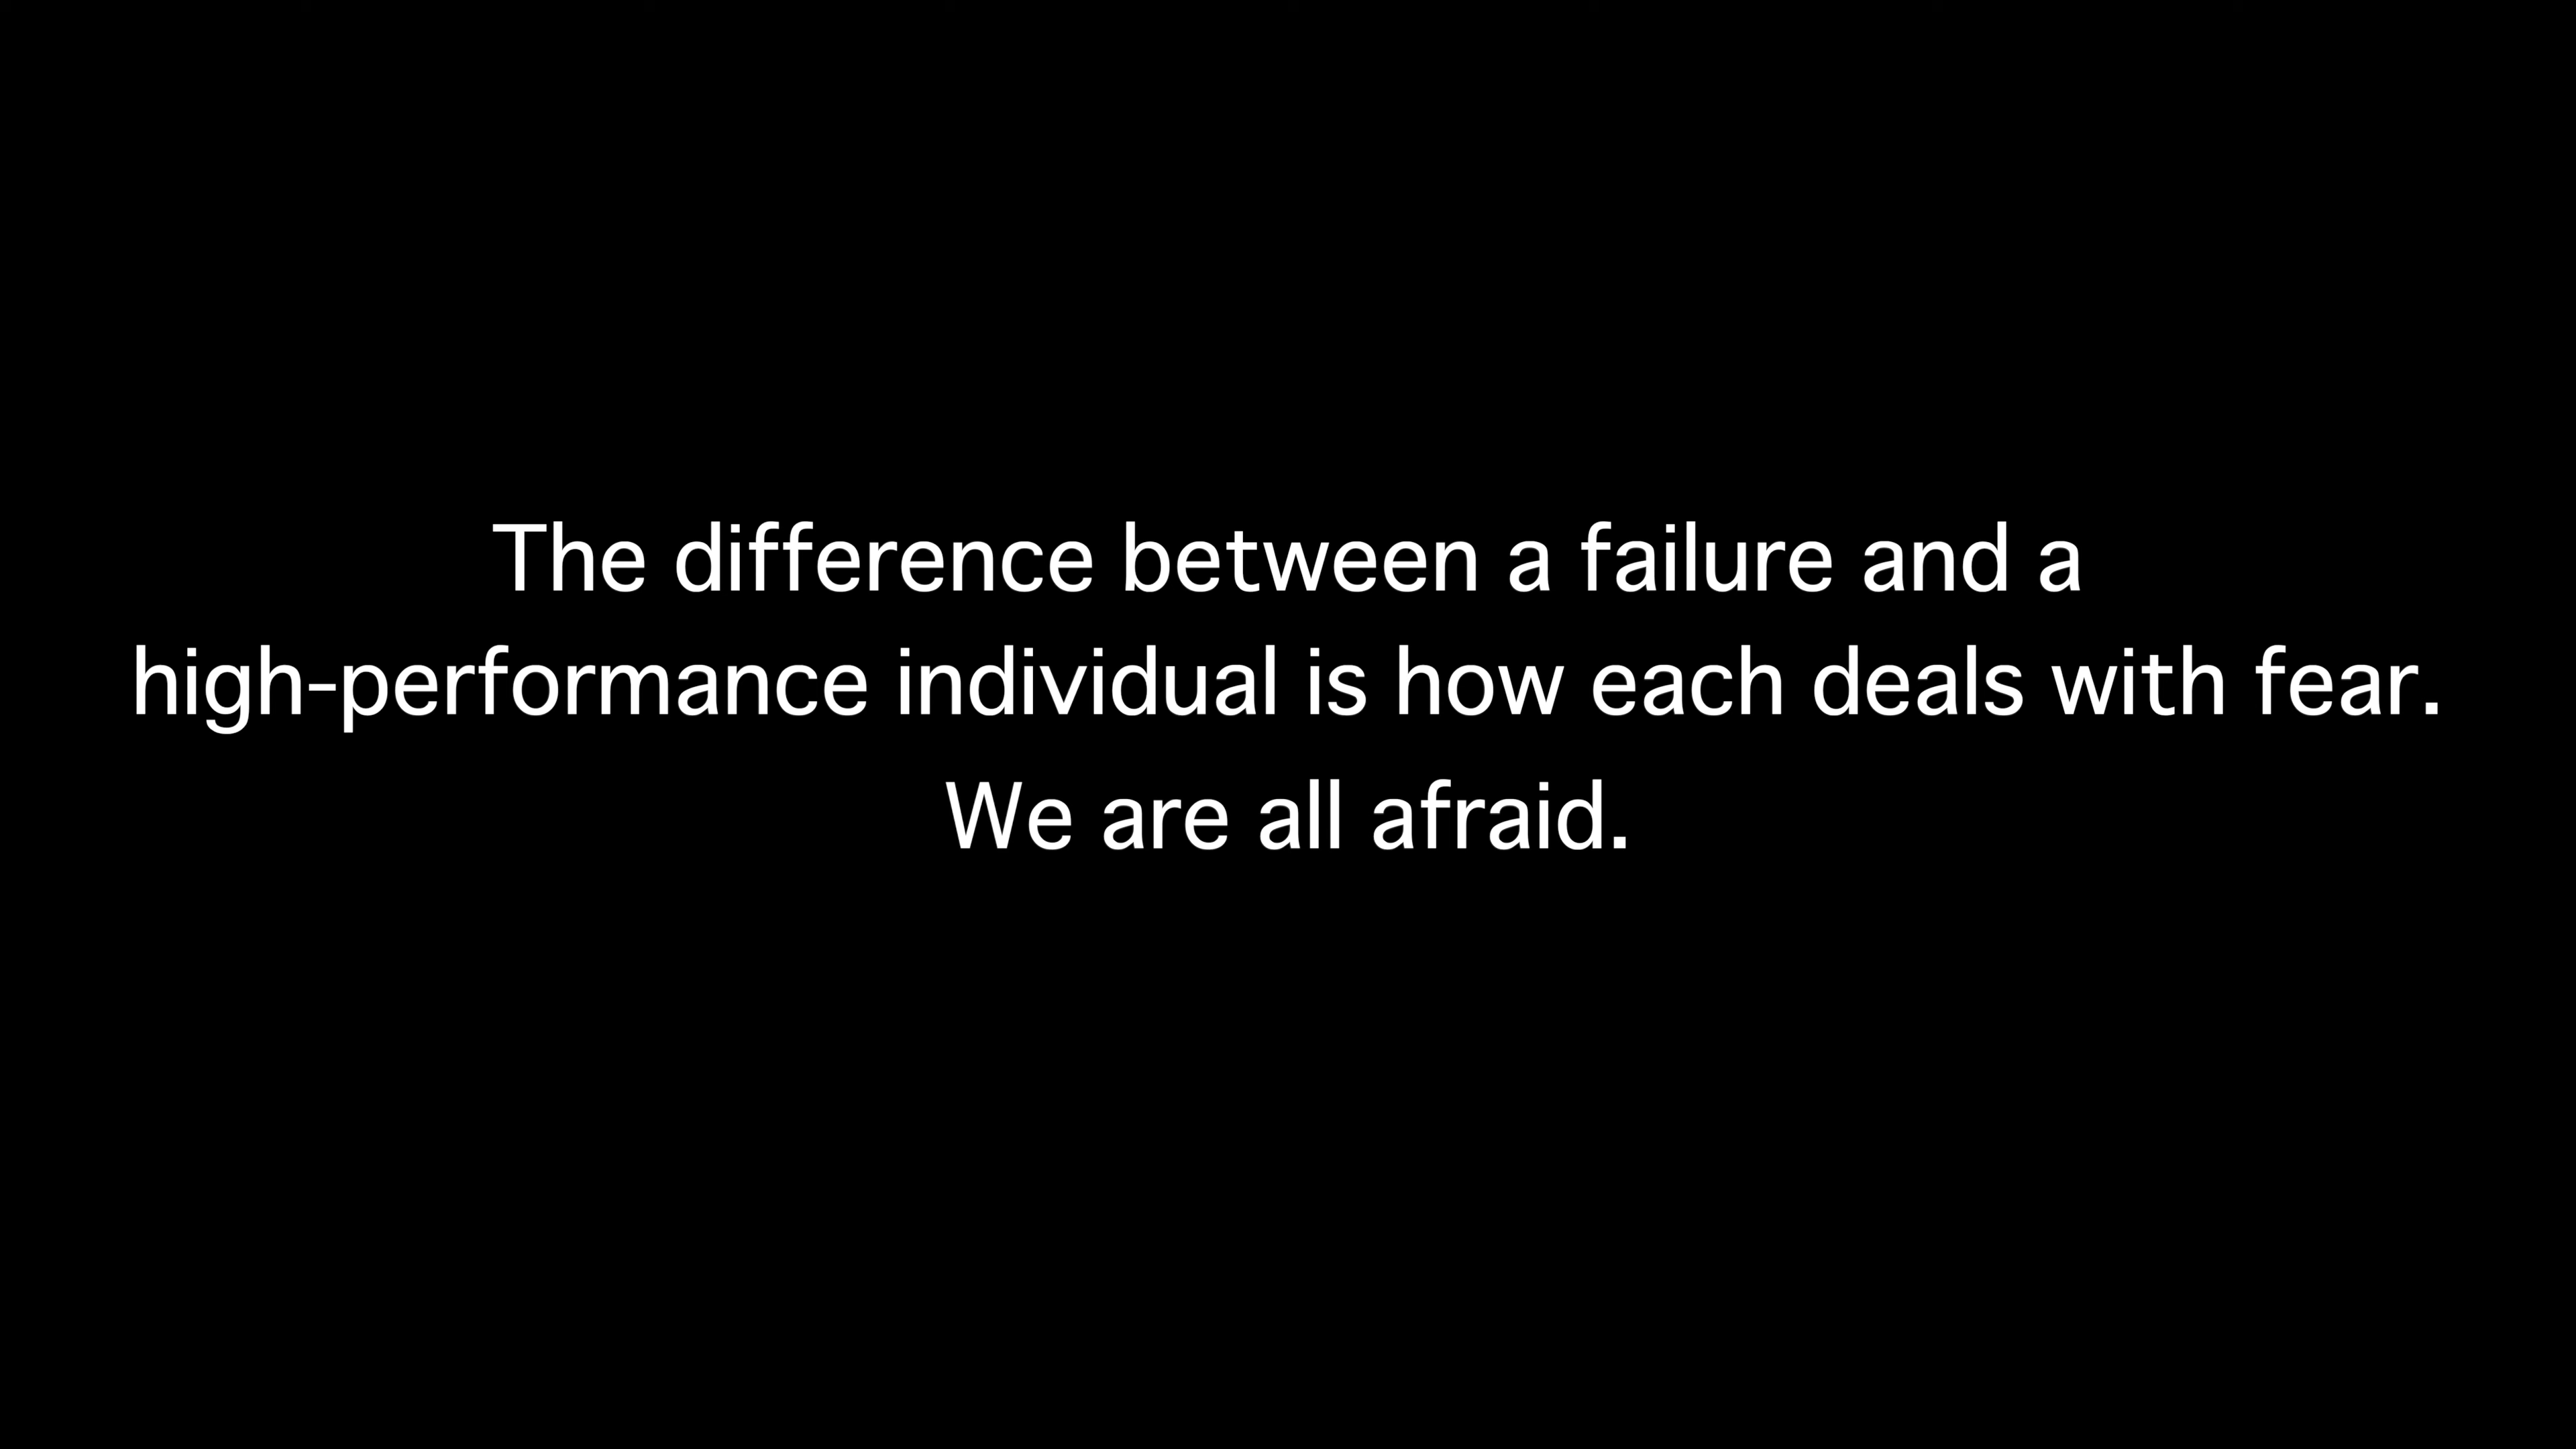 The difference between a failure and a
high-performance individual is how each deals with fear.
We are all afraid.